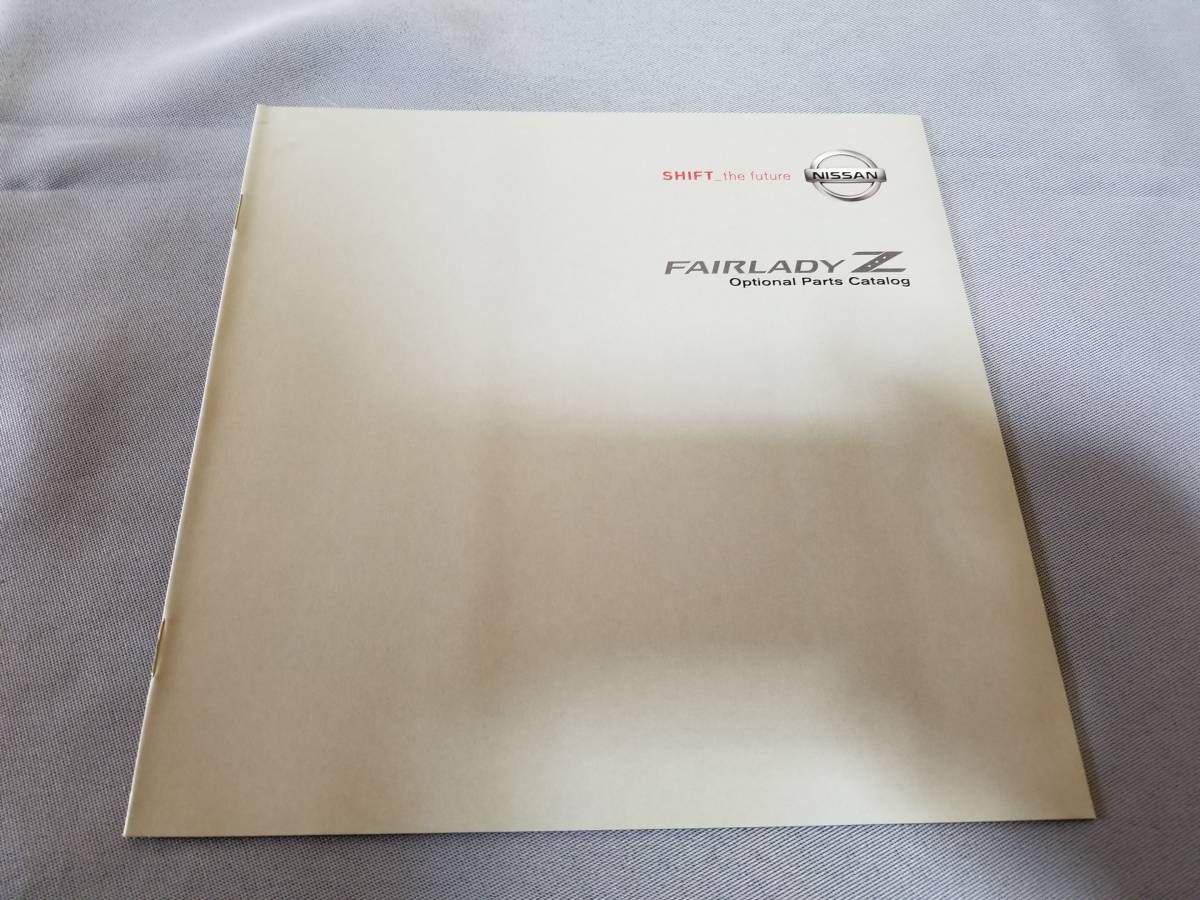 SHIFT_the future NISSAN
FAIRLADY Z
Optional Parts Catalog